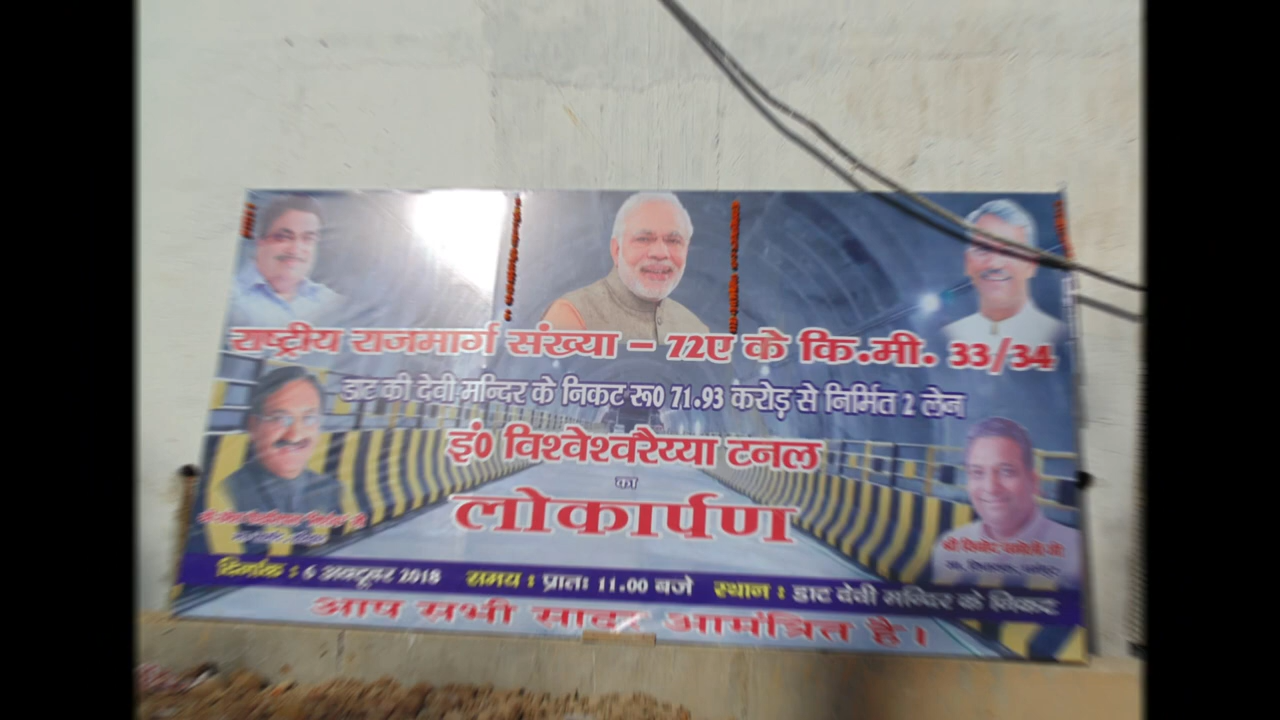 राष्ट्रीय राजमार्ग संख्या – 72ए के कि.मी. 33/34
डाट की देवी मन्दिर के निकट रू0 71.93 करोड़ से निर्मित 2 लेन
इं0 विश्वेश्वरैय्या टनल
का
लोकार्पण
दिनांक : 6 अक्टूबर 2018 समय : प्रातः 11.00 बजे स्थान : डाट देवी मन्दिर के निकट
आप सभी सादर आमंत्रित है।